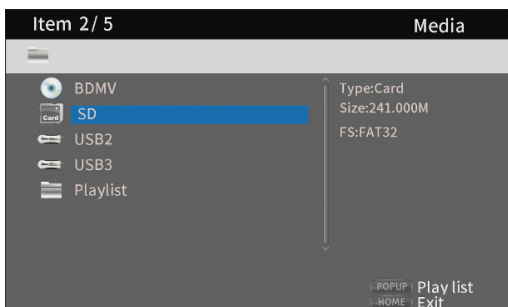 Item 2/5 Media
BDMV
Card SD
USB2
USB3
Playlist
Type:Card
Size:241.000M
FS:FAT32
POPUP Play list
HOME Exit